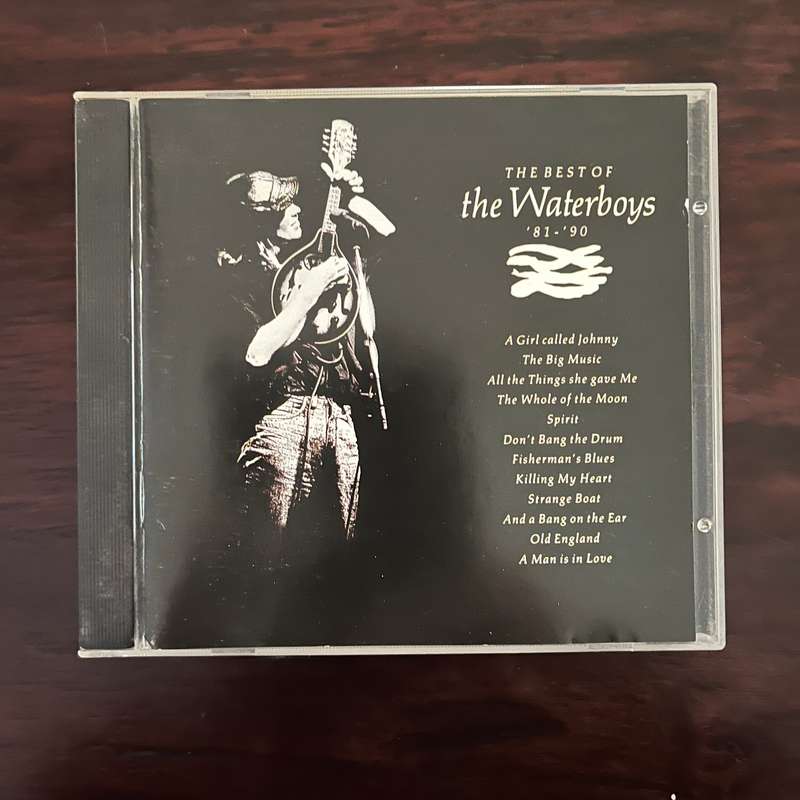 THE BEST OF
the Waterboys
'81-'90
A Girl called Johnny
The Big Music
All the Things she gave Me
The Whole of the Moon
Spirit
Don't Bang the Drum
Fisherman's Blues
Killing My Heart
Strange Boat
And a Bang on the Ear
Old England
A Man is in Love